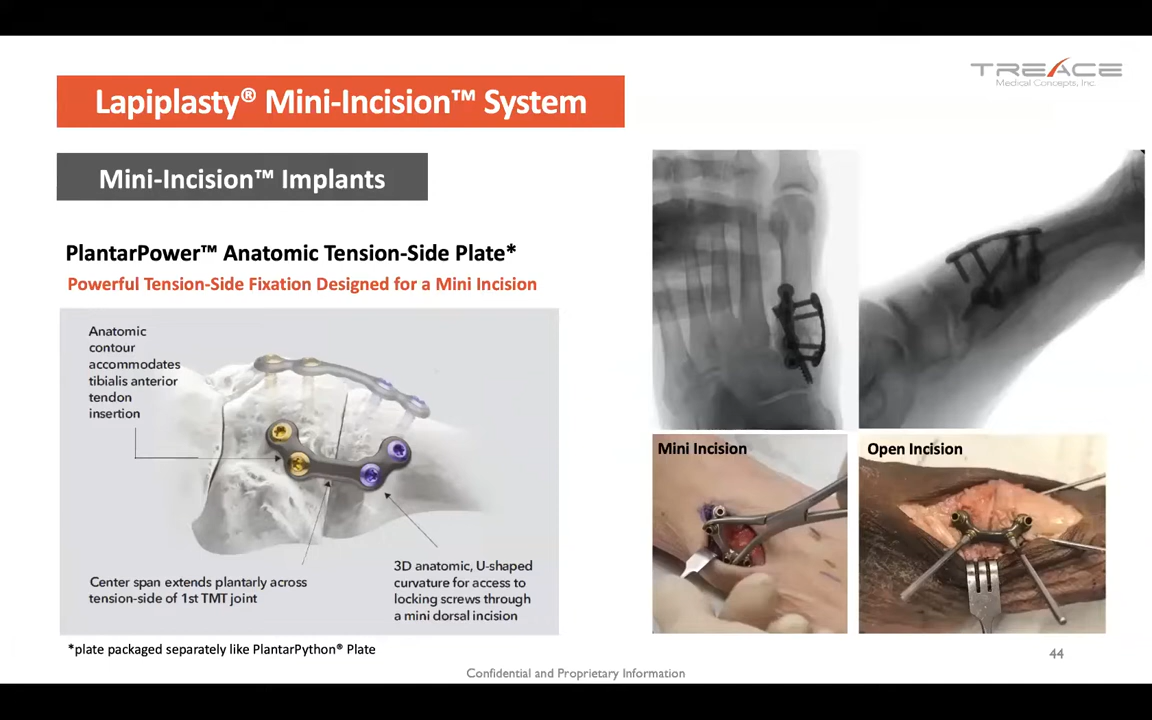 TREACE
Medical Concepts, Inc.
Lapiplasty® Mini-Incision™ System
Mini-Incision™ Implants
PlantarPower™ Anatomic Tension-Side Plate*
Powerful Tension-Side Fixation Designed for a Mini Incision
Anatomic
contour
accommodates
tibialis anterior
tendon
insertion
Center span extends plantarly across
tension-side of 1st TMT joint
3D anatomic, U-shaped
curvature for access to
locking screws through
a mini dorsal incision
Mini Incision
Open Incision
*plate packaged separately like PlantarPython® Plate
44
Confidential and Proprietary Information